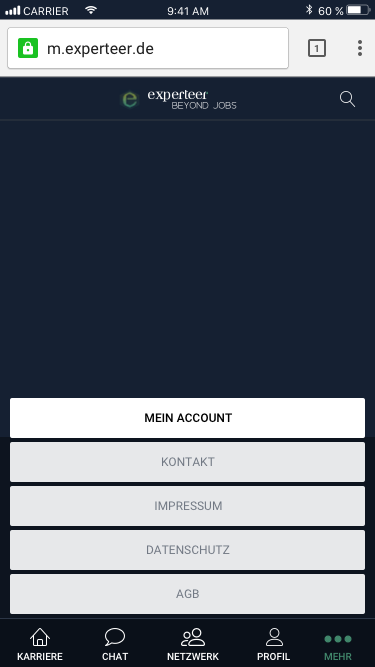 CARRIER 9:41 AM 60 %
m.experteer.de 1
e experteer
BEYOND JOBS
MEIN ACCOUNT
KONTAKT
IMPRESSUM
DATENSCHUTZ
AGB
KARRIERE CHAT NETZWERK PROFIL MEHR